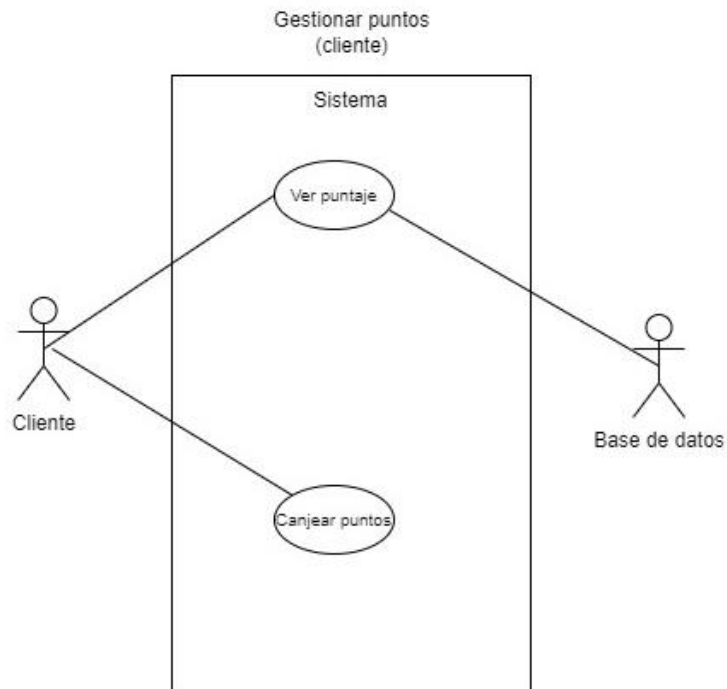 Gestionar puntos
(cliente)
Sistema
Ver puntaje
Cliente
Base de datos
Canjear puntos